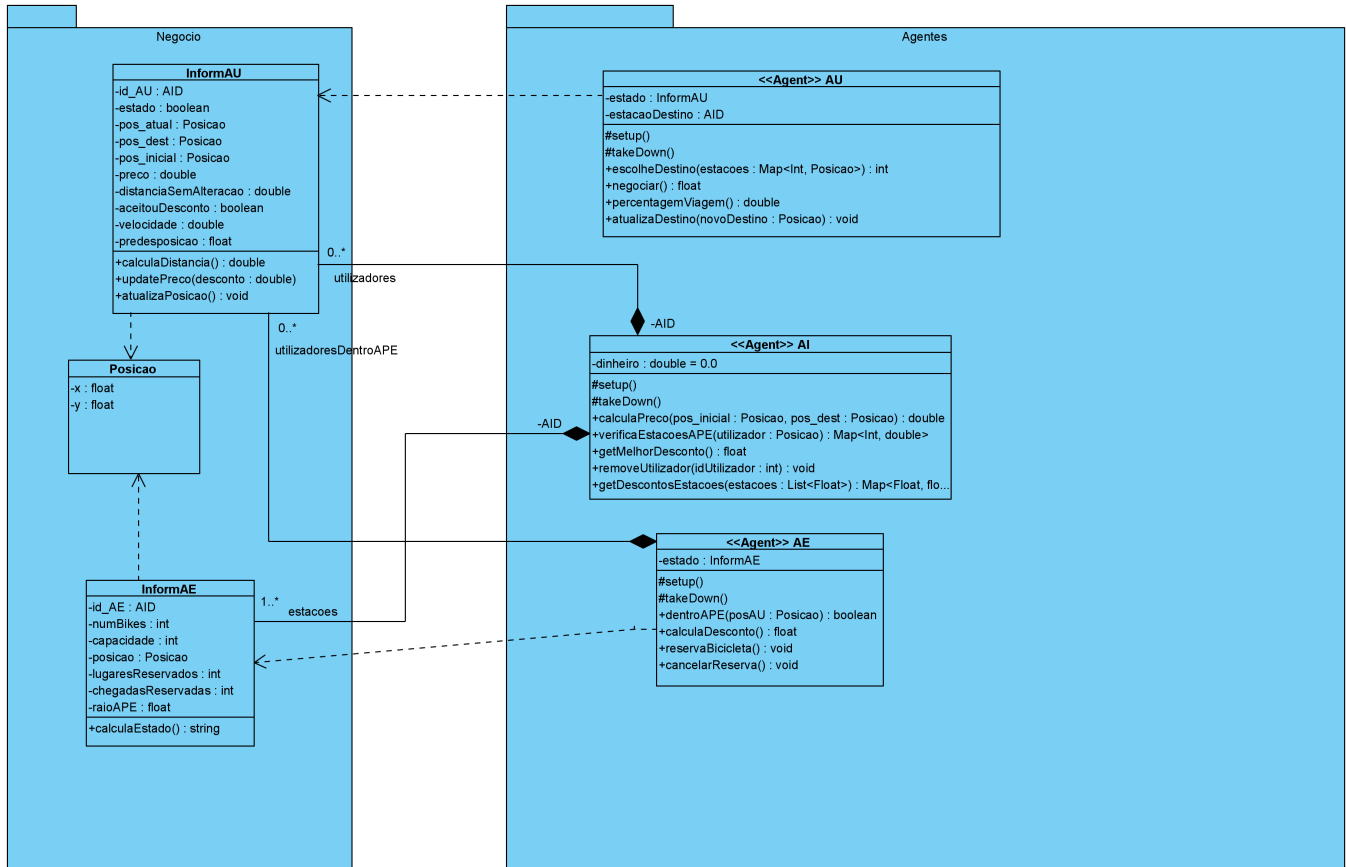 Negocio
InformAU
-id_AU : AID
-estado : boolean
-pos_atual : Posicao
-pos_dest : Posicao
-pos_inicial : Posicao
-preco : double
-distanciaSemAlteracao : double
-aceitouDesconto : boolean
-velocidade : double
-predesposicao : float
+calculaDistancia() : double
+updatePreco(desconto : double)
+atualizaPosicao() : void
0..*
utilizadores
0..*
utilizadoresDentroAPE
Posicao
-x : float
-y : float
InformAE
-id_AE : AID
-numBikes : int
-capacidade : int
-posicao : Posicao
-lugaresReservados : int
-chegadasReservadas : int
-raioAPE : float
+calculaEstado() : string
1..*
estacoes
Agentes
<<Agent>> AU
-estado : InformAU
-estacaoDestino : AID
#setup()
#takeDown()
+escolheDestino(estacoes : Map<Int, Posicao>) : int
+negociar() : float
+percentagemViagem() : double
+atualizaDestino(novoDestino : Posicao) : void
-AID
<<Agent>> AI
-dinheiro : double = 0.0
#setup()
#takeDown()
+calculaPreco(pos_inicial : Posicao, pos_dest : Posicao) : double
+verificaEstacoesAPE(utilizador : Posicao) : Map<Int, double>
+getMelhorDesconto() : float
+removeUtilizador(idUtilizador : int) : void
+getDescontosEstacoes(estacoes : List<Float>) : Map<Float, flo...
-AID
<<Agent>> AE
-estado : InformAE
#setup()
#takeDown()
+dentroAPE(posAU : Posicao) : boolean
+calculaDesconto() : float
+reservaBicicleta() : void
+cancelarReserva() : void